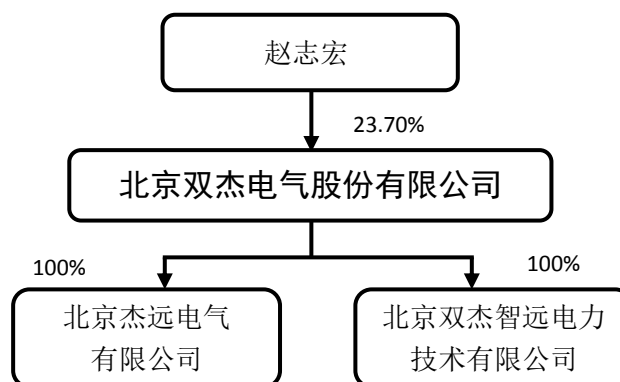 赵志宏
23.70%
北京双杰电气股份有限公司
100%
100%
北京杰远电气
有限公司
北京双杰智远电力
技术有限公司